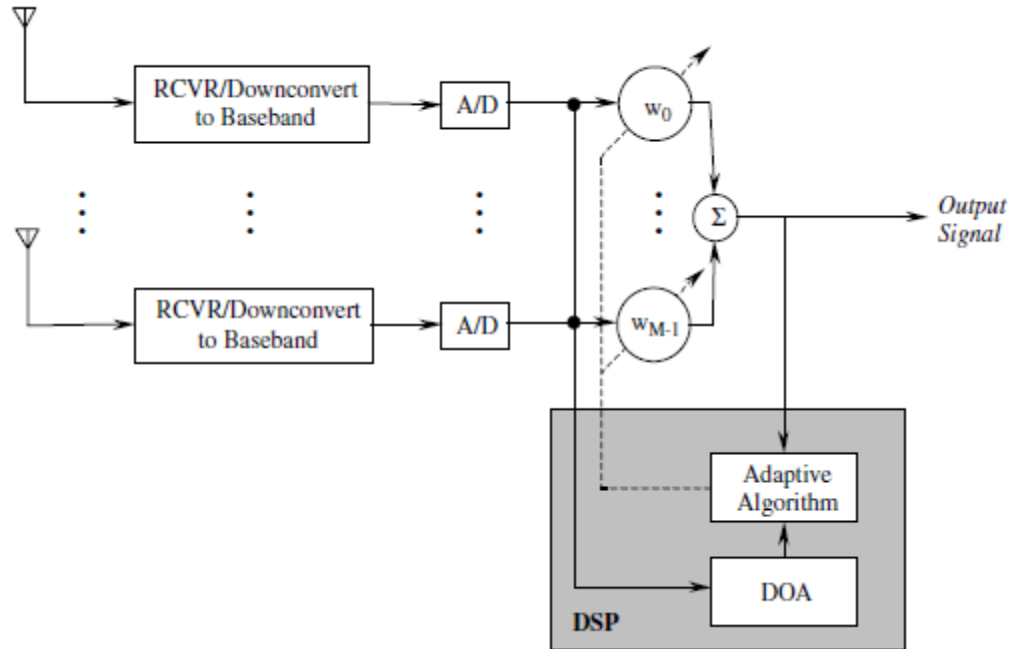 RCVR/Downconvert
to Baseband
A/D
w0
Σ
Output
Signal
RCVR/Downconvert
to Baseband
A/D
wM-1
Adaptive
Algorithm
DOA
DSP